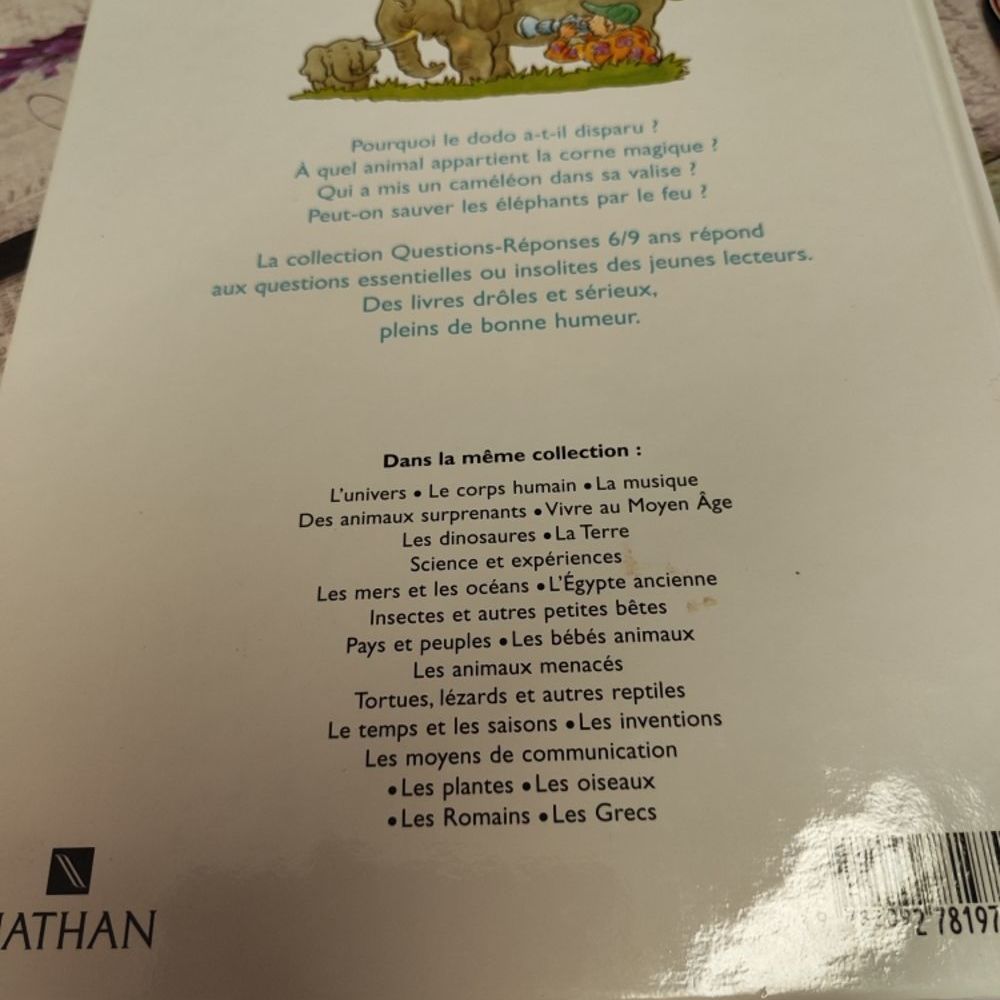 Pourquoi le dodo a-t-il disparu ?
À quel animal appartient la corne magique ?
Qui a mis un caméléon dans sa valise ?
Peut-on sauver les éléphants par le feu ?
La collection Questions-Réponses 6/9 ans répond
aux questions essentielles ou insolites des jeunes lecteurs.
Des livres drôles et sérieux,
pleins de bonne humeur.
Dans la même collection :
L'univers • Le corps humain • La musique
Des animaux surprenants • Vivre au Moyen Âge
Les dinosaures • La Terre
Science et expériences
Les mers et les océans • L'Égypte ancienne
Insectes et autres petites bêtes
Pays et peuples • Les bébés animaux
Les animaux menacés
Tortues, lézards et autres reptiles
Le temps et les saisons • Les inventions
Les moyens de communication
• Les plantes • Les oiseaux
• Les Romains • Les Grecs
NATHAN
78197